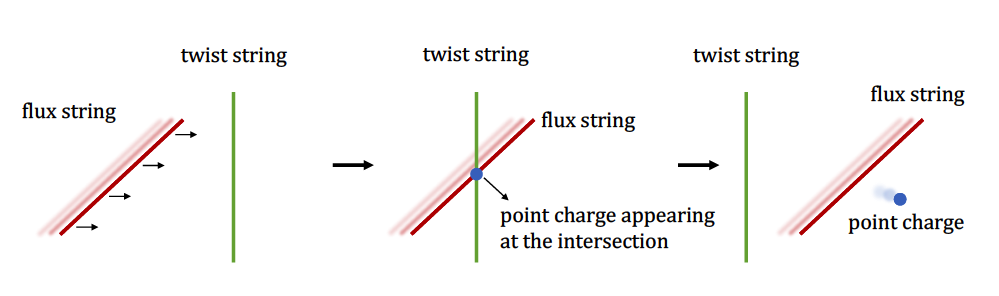 twist string
flux string
twist string
flux string
point charge appearing
at the intersection
twist string
flux string
point charge